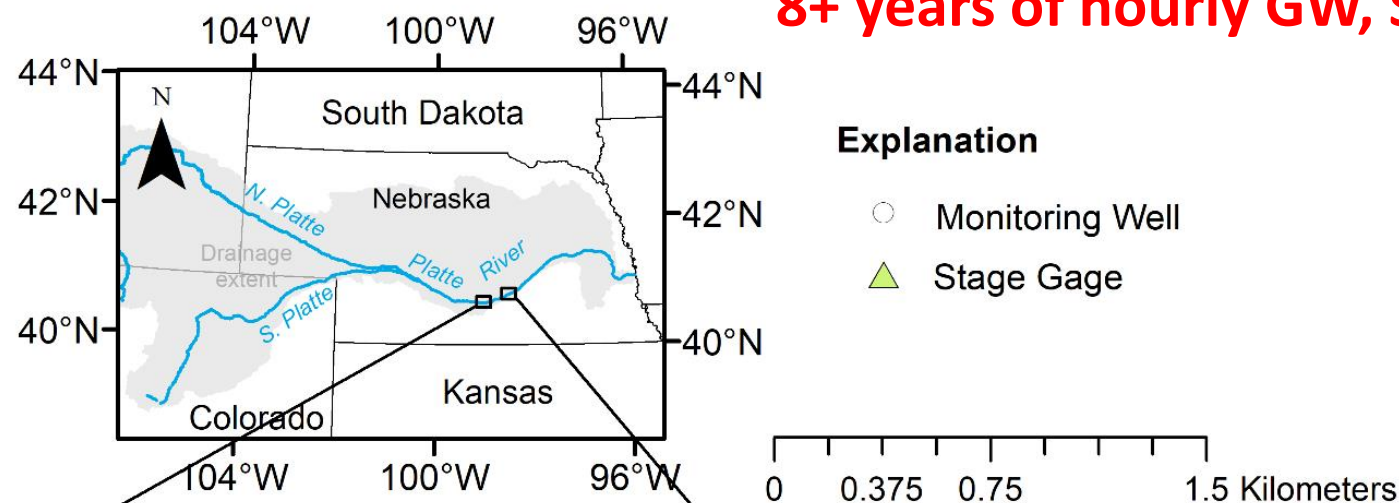 8+ years of hourly GW, S
104°W 100°W 96°W
44°N
44°N
N
South Dakota
Explanation
Monitoring Well
Stage Gage
42°N
42°N
N. Platte
Nebraska
Drainage
extent
Platte River
S. Platte
40°N
40°N
Kansas
Colorado
104°W 100°W 96°W
0 0.375 0.75 1.5 Kilometers